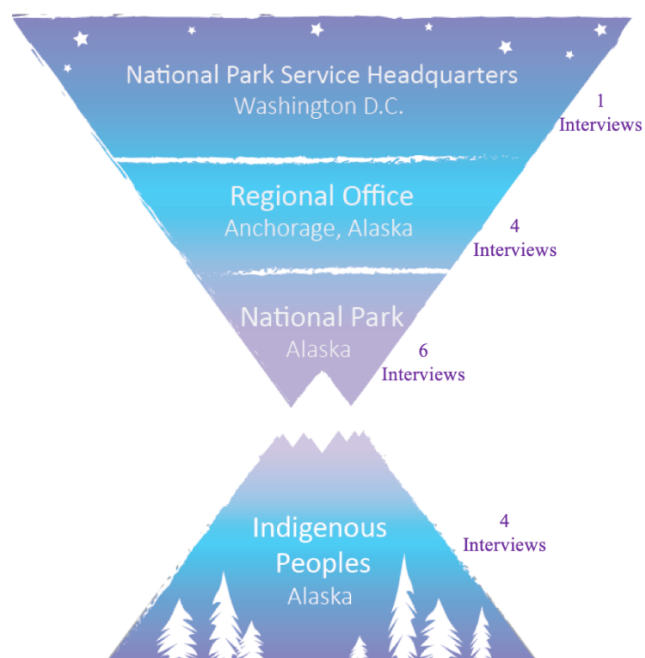 National Park Service Headquarters
Washington D.C.
1
Interviews
Regional Office
Anchorage, Alaska
4
Interviews
National Park
Alaska
6
Interviews
Indigenous
Peoples
Alaska
4
Interviews